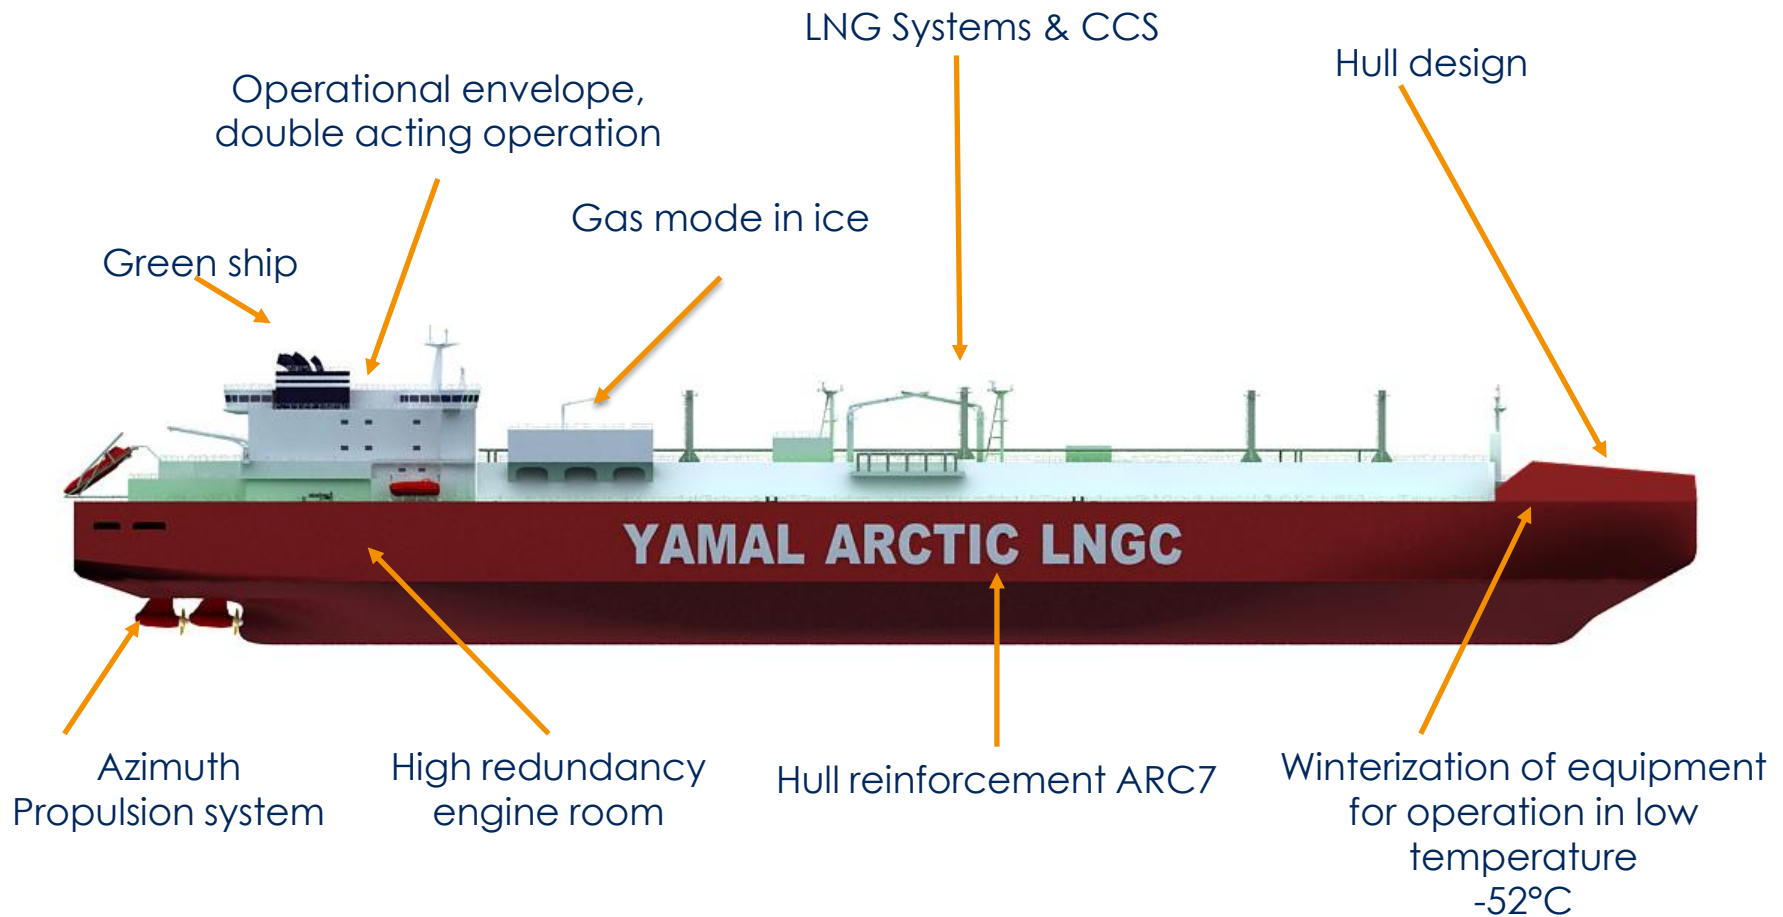 LNG Systems & CCS
Hull design
Operational envelope,
double acting operation
Gas mode in ice
Green ship
YAMAL ARCTIC LNGC
Azimuth
Propulsion system
High redundancy
engine room
Hull reinforcement ARC7
Winterization of equipment
for operation in low
temperature
-52°C